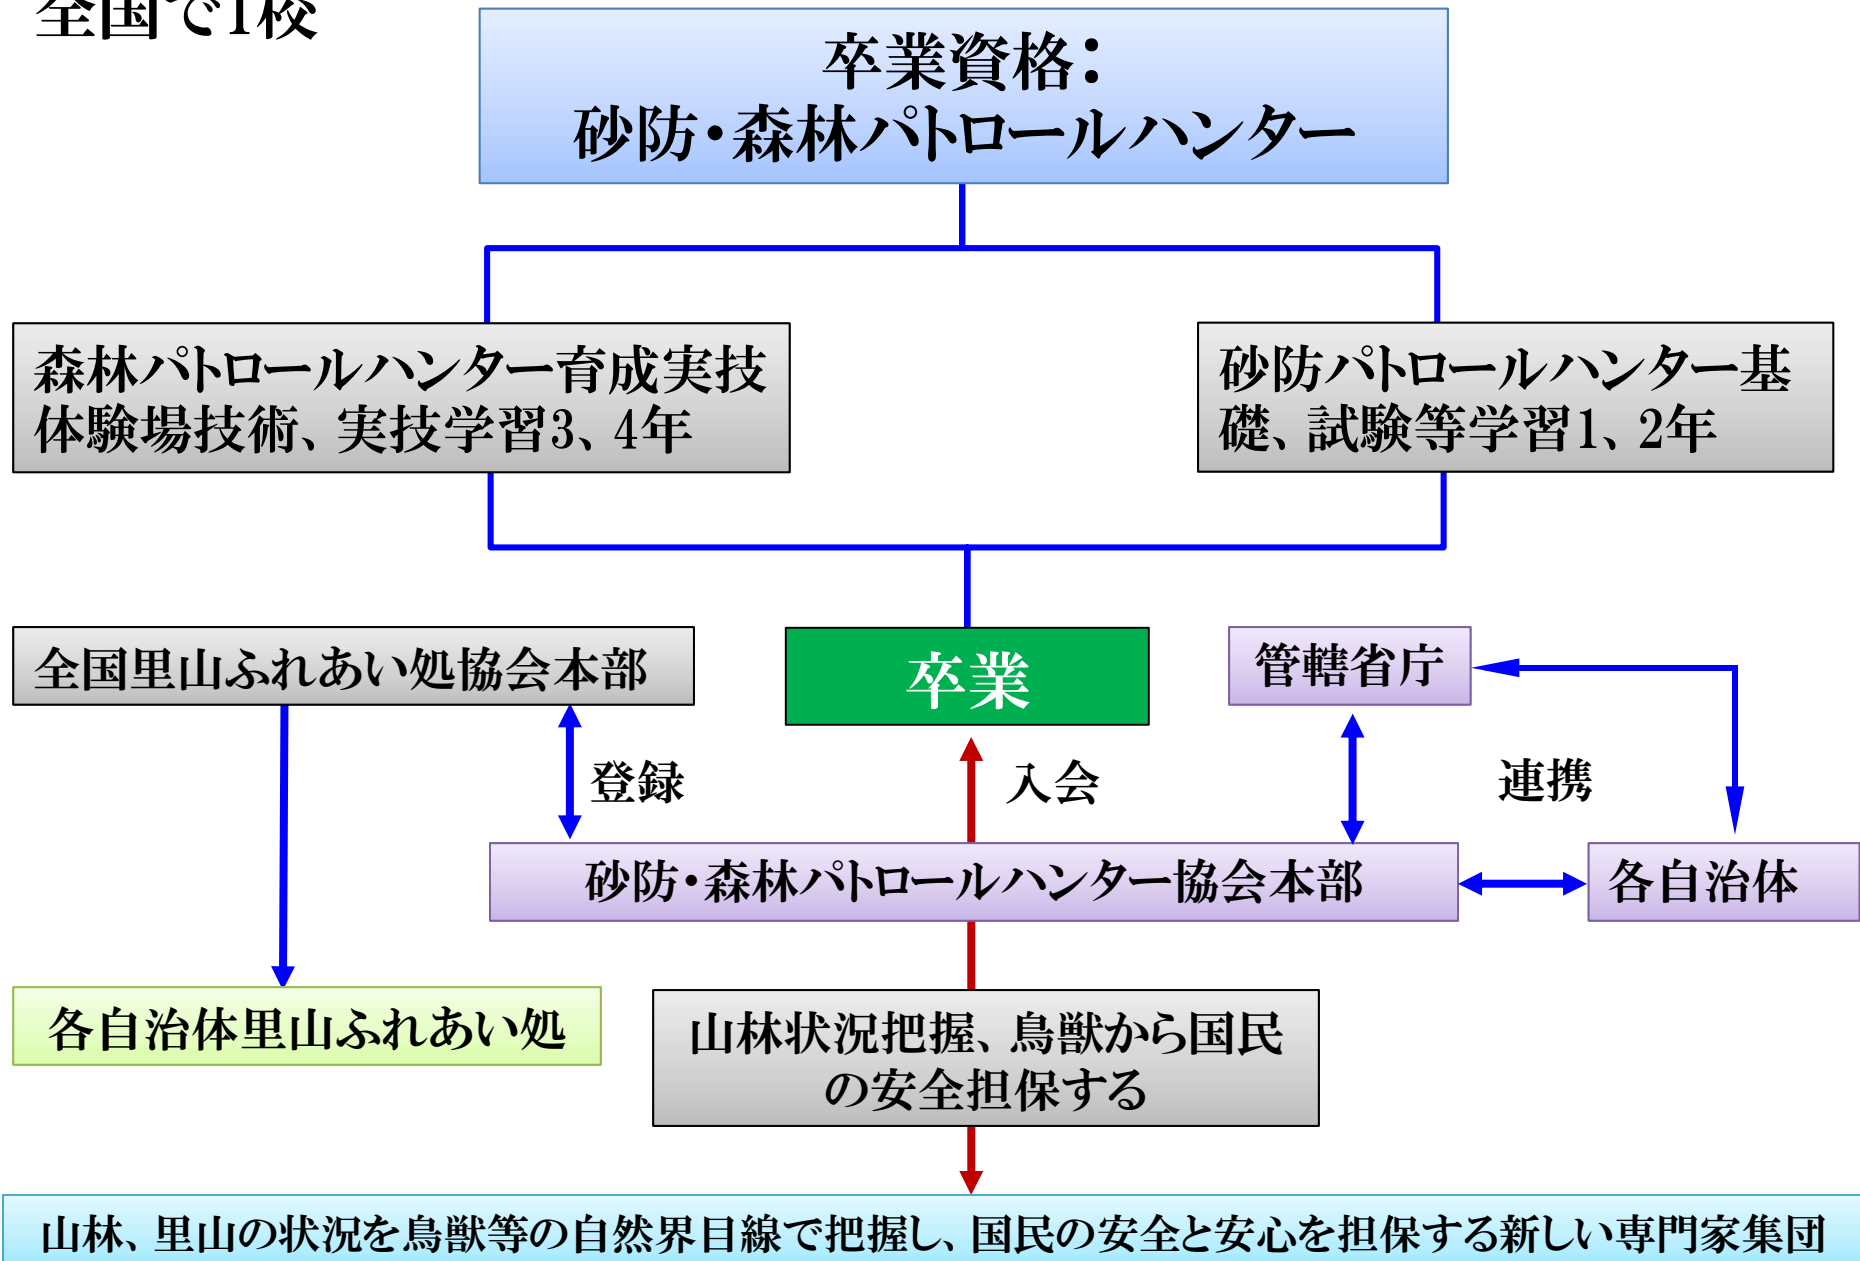 全国で1校
卒業資格：
砂防・森林パトロールハンター
森林パトロールハンター育成実技
体験場技術、実技学習3、4年
砂防パトロールハンター基
礎、試験等学習1、2年
全国里山ふれあい処協会本部
卒業
管轄省庁
登録
入会
連携
砂防・森林パトロールハンター協会本部
各自治体
各自治体里山ふれあい処
山林状況把握、鳥獣から国民
の安全担保する
山林、里山の状況を鳥獣等の自然界目線で把握し、国民の安全と安心を担保する新しい専門家集団